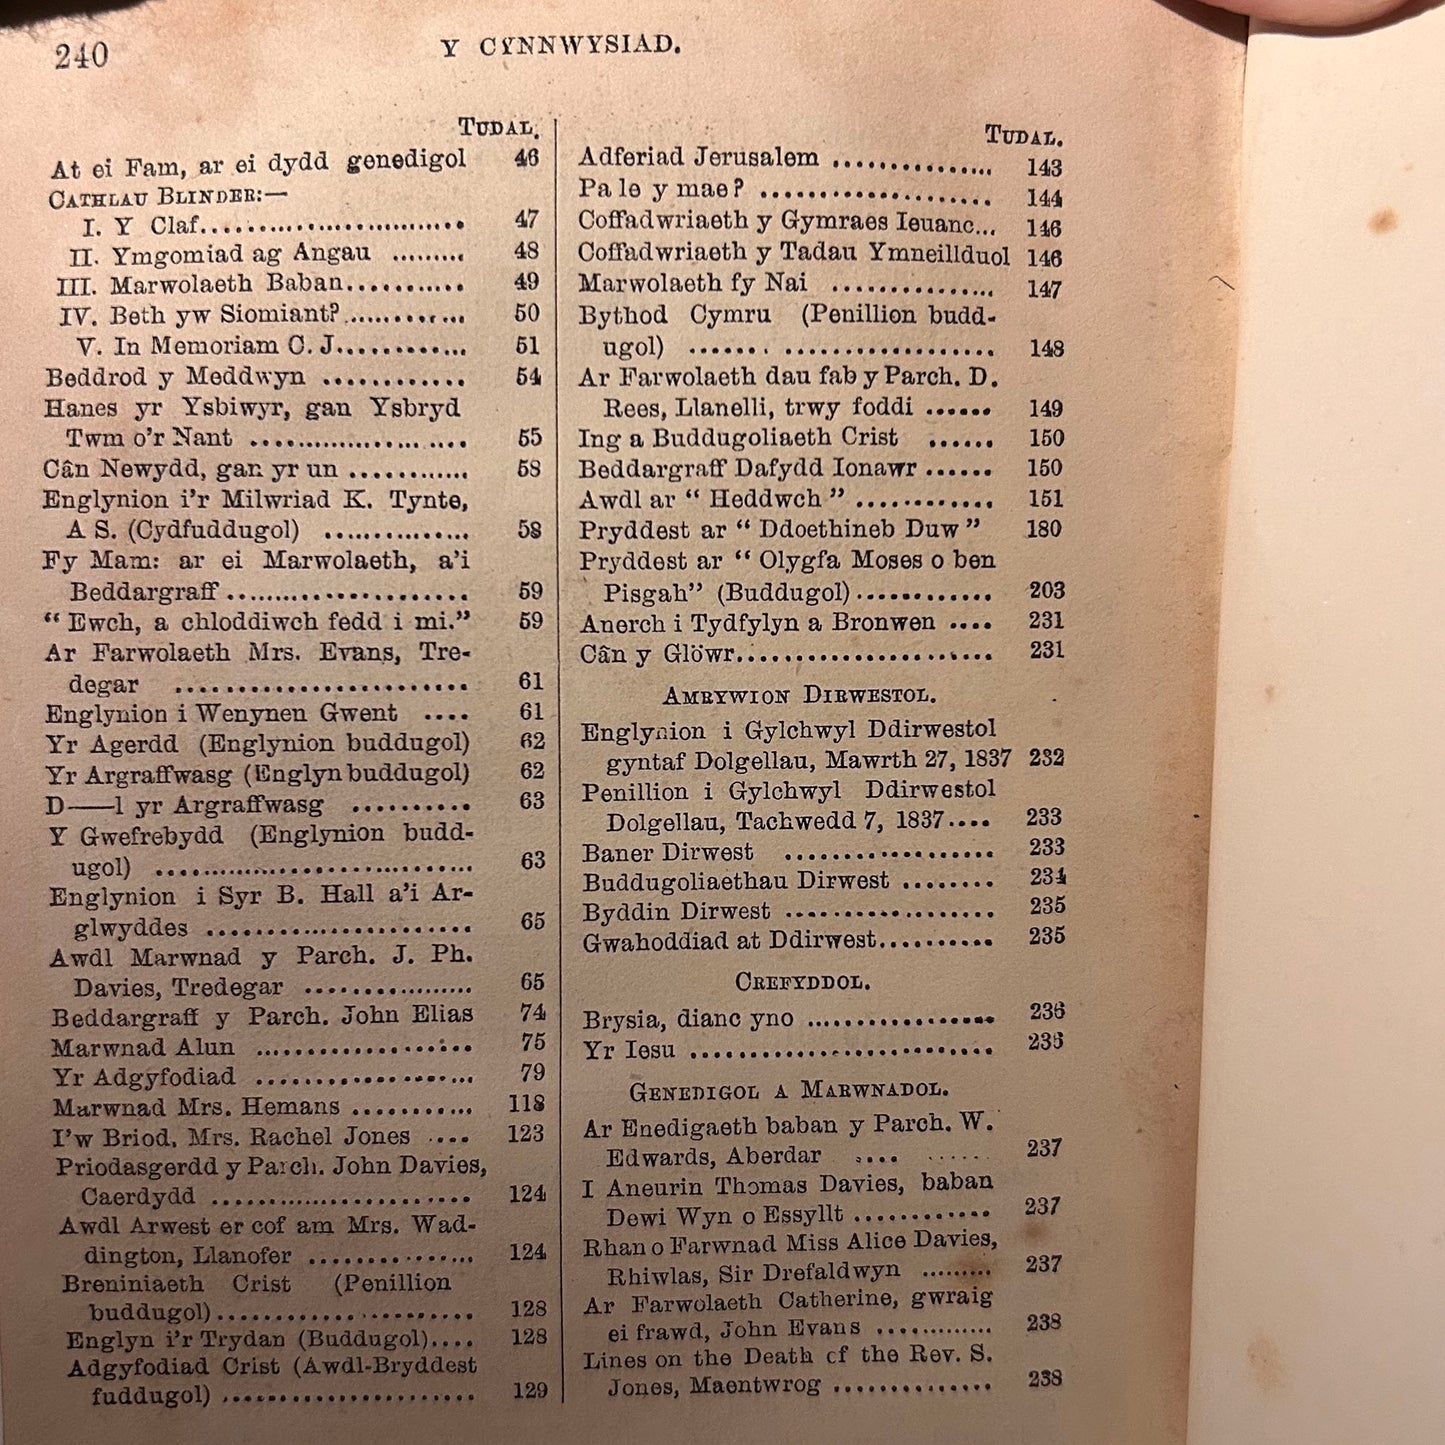 240
Y CYNNWYSIAD.
TUDAL.
At ei Fam, ar ei dydd genedigol 46
CATHLAU BLINDER:—
I. Y Claf........................... 47
II. Ymgomiad ag Angau ......... 48
III. Marwolaeth Baban........... 49
IV. Beth yw Siomiant?............ 50
V. In Memoriam C. J............ 51
Beddrod y Meddwyn ............ 54
Hanes yr Ysbiwyr, gan Ysbryd
Twm o'r Nant .................... 55
Cân Newydd, gan yr un ............ 58
Englynion i'r Milwriad K. Tynte,
A S. (Cydfuddugol) ............... 58
Fy Mam: ar ei Marwolaeth, a'i
Beddargraff ...................... 59
“ Ewch, a chloddiwch fedd i mi.” 59
Ar Farwolaeth Mrs. Evans, Tre-
degar .......................... 61
Englynion i Wenynen Gwent .... 61
Yr Agerdd (Englynion buddugol) 62
Yr Argraffwasg (Englyn buddugol) 62
D——l yr Argraffwasg .......... 63
Y Gwefrebydd (Englynion budd-
ugol) ............................. 63
Englynion i Syr B. Hall a'i Ar-
glwyddes ........................ 65
Awdl Marwnad y Parch. J. Ph.
Davies, Tredegar ................. 65
Beddargraff y Parch. John Elias 74
Marwnad Alun .................... 75
Yr Adgyfodiad .................... 79
Marwnad Mrs. Hemans ............ 118
I'w Briod, Mrs. Rachel Jones .... 123
Priodasgerdd y Parch. John Davies,
Caerdydd ........................ 124
Awdl Arwest er cof am Mrs. Wad-
dington, Llanofer ............... 124
Breniniaeth Crist (Penillion
buddugol)........................ 128
Englyn i'r Trydan (Buddugol).... 128
Adgyfodiad Crist (Awdl-Bryddest
fuddugol) ........................ 129
TUDAL.
Adferiad Jerusalem ............... 143
Pa le y mae? .................... 144
Coffadwriaeth y Gymraes Ieuanc... 146
Coffadwriaeth y Tadau Ymneillduol 146
Marwolaeth fy Nai ............... 147
Bythod Cymru (Penillion budd-
ugol) ....... .................. 148
Ar Farwolaeth dau fab y Parch. D.
Rees, Llanelli, trwy foddi ...... 149
Ing a Buddugoliaeth Crist ...... 150
Beddargraff Dafydd Ionawr ...... 150
Awdl ar “ Heddwch ” ............ 151
Pryddest ar “ Ddoethineb Duw ” 180
Pryddest ar “ Olygfa Moses o ben
Pisgah” (Buddugol)............ 203
Anerch i Tydfylyn a Bronwen .... 231
Cân y Glöwr...................... 231
AMRYWION DIRWESTOL.
Englynion i Gylchwyl Ddirwestol
gyntaf Dolgellau, Mawrth 27, 1837 232
Penillion i Gylchwyl Ddirwestol
Dolgellau, Tachwedd 7, 1837.... 233
Baner Dirwest .................. 233
Buddugoliaethau Dirwest ........ 234
Byddin Dirwest .................. 235
Gwahoddiad at Ddirwest.......... 235
CREFYDDOL.
Brysia, dianc yno ................ 236
Yr Iesu .......................... 236
GENEDIGOL A MARWNADOL.
Ar Enedigaeth baban y Parch. W.
Edwards, Aberdar .... ...... 237
I Aneurin Thomas Davies, baban
Dewi Wyn o Essyllt ............ 237
Rhan o Farwnad Miss Alice Davies,
Rhiwlas, Sir Drefaldwyn ......... 237
Ar Farwolaeth Catherine, gwraig
ei frawd, John Evans ............. 238
Lines on the Death of the Rev. S.
Jones, Maentwrog .............. 238